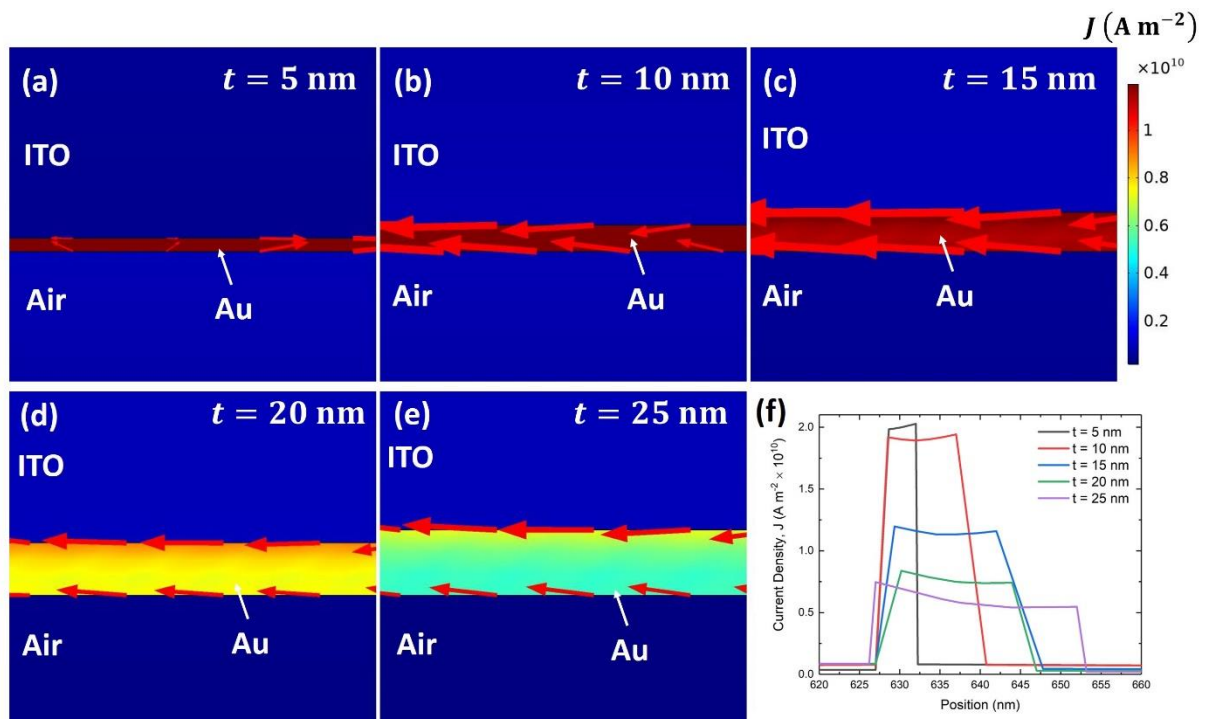 J (A m⁻²)
×10¹⁰
(a) t = 5 nm
ITO
Air
Au
(b) t = 10 nm
ITO
Air
Au
(c) t = 15 nm
ITO
Air
Au
1
0.8
0.6
0.4
0.2
(d) t = 20 nm
ITO
Air
Au
(e) t = 25 nm
ITO
Air
Au
(f)
Current Density, J (A m⁻² × 10¹⁰)
2.0
1.5
1.0
0.5
0.0
t = 5 nm
t = 10 nm
t = 15 nm
t = 20 nm
t = 25 nm
620 625 630 635 640 645 650 655 660
Position (nm)